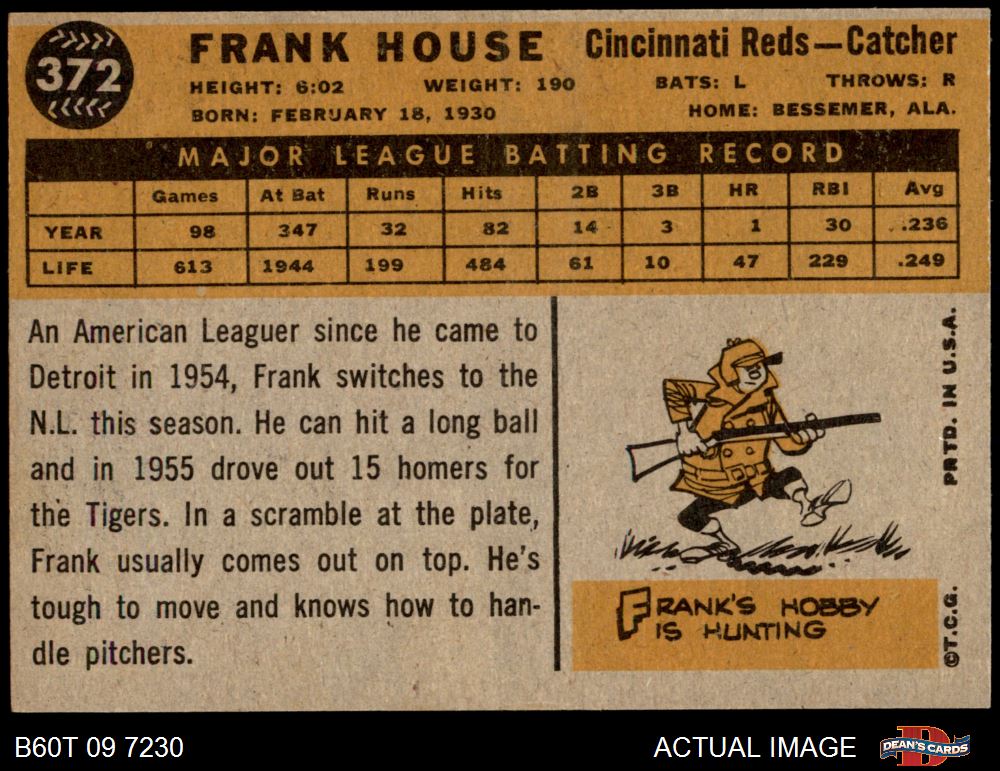 372
FRANK HOUSE Cincinnati Reds—Catcher
HEIGHT: 6:02 WEIGHT: 190 BATS: L THROWS: R
BORN: FEBRUARY 18, 1930 HOME: BESSEMER, ALA.
MAJOR LEAGUE BATTING RECORD
Games At Bat Runs Hits 2B 3B HR RBI Avg
YEAR 98 347 32 82 14 3 1 30 .236
LIFE 613 1944 199 484 61 10 47 229 .249
An American Leaguer since he came to
Detroit in 1954, Frank switches to the
N.L. this season. He can hit a long ball
and in 1955 drove out 15 homers for
the Tigers. In a scramble at the plate,
Frank usually comes out on top. He's
tough to move and knows how to han-
dle pitchers.
FRANK'S HOBBY
IS HUNTING
PRTD. IN U.S.A.
©T.C.G.
B60T 09 7230
ACTUAL IMAGE
DEAN'S CARDS